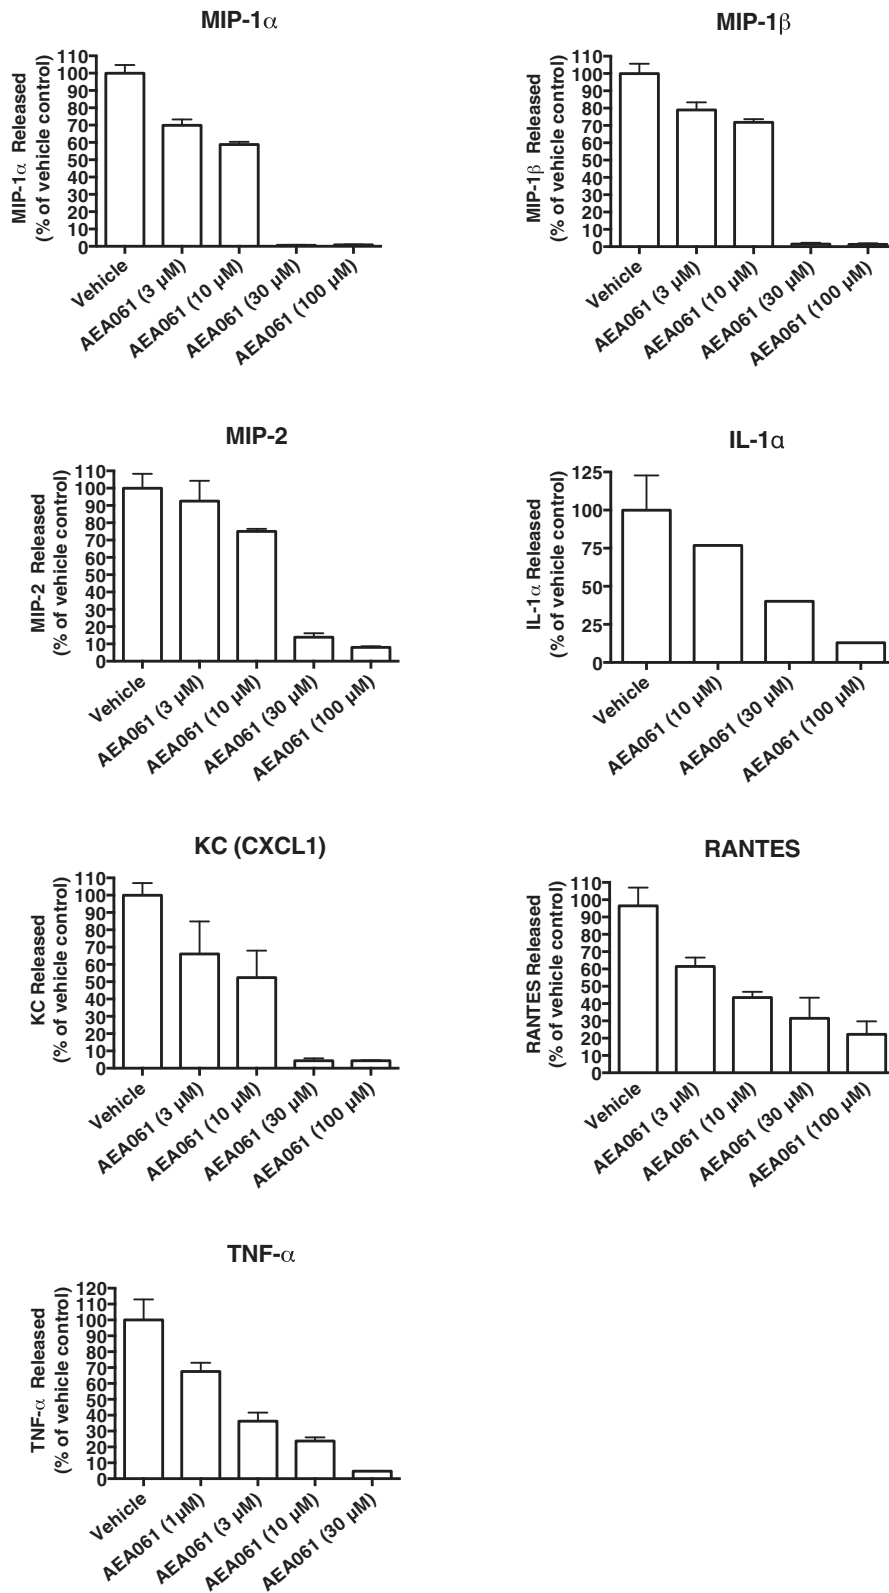 MIP-1α
MIP-1α Released
(% of vehicle control)
110
100
90
80
70
60
50
40
30
20
10
0
Vehicle
AEA061 (3 µM)
AEA061 (10 µM)
AEA061 (30 µM)
AEA061 (100 µM)
MIP-1β
MIP-1β Released
(% of vehicle control)
110
100
90
80
70
60
50
40
30
20
10
0
Vehicle
AEA061 (3 µM)
AEA061 (10 µM)
AEA061 (30 µM)
AEA061 (100 µM)
MIP-2
MIP-2 Released
(% of vehicle control)
110
100
90
80
70
60
50
40
30
20
10
0
Vehicle
AEA061 (3 µM)
AEA061 (10 µM)
AEA061 (30 µM)
AEA061 (100 µM)
IL-1α
IL-1α Released
(% of vehicle control)
125
100
75
50
25
0
Vehicle
AEA061 (10 µM)
AEA061 (30 µM)
AEA061 (100 µM)
KC (CXCL1)
KC Released
(% of vehicle control)
110
100
90
80
70
60
50
40
30
20
10
0
Vehicle
AEA061 (3 µM)
AEA061 (10 µM)
AEA061 (30 µM)
AEA061 (100 µM)
RANTES
RANTES Released
(% of vehicle control)
110
100
90
80
70
60
50
40
30
20
10
0
Vehicle
AEA061 (3 µM)
AEA061 (10 µM)
AEA061 (30 µM)
AEA061 (100 µM)
TNF-α
TNF-α Released
(% of vehicle control)
120
110
100
90
80
70
60
50
40
30
20
10
0
Vehicle
AEA061 (1µM)
AEA061 (3 µM)
AEA061 (10 µM)
AEA061 (30 µM)